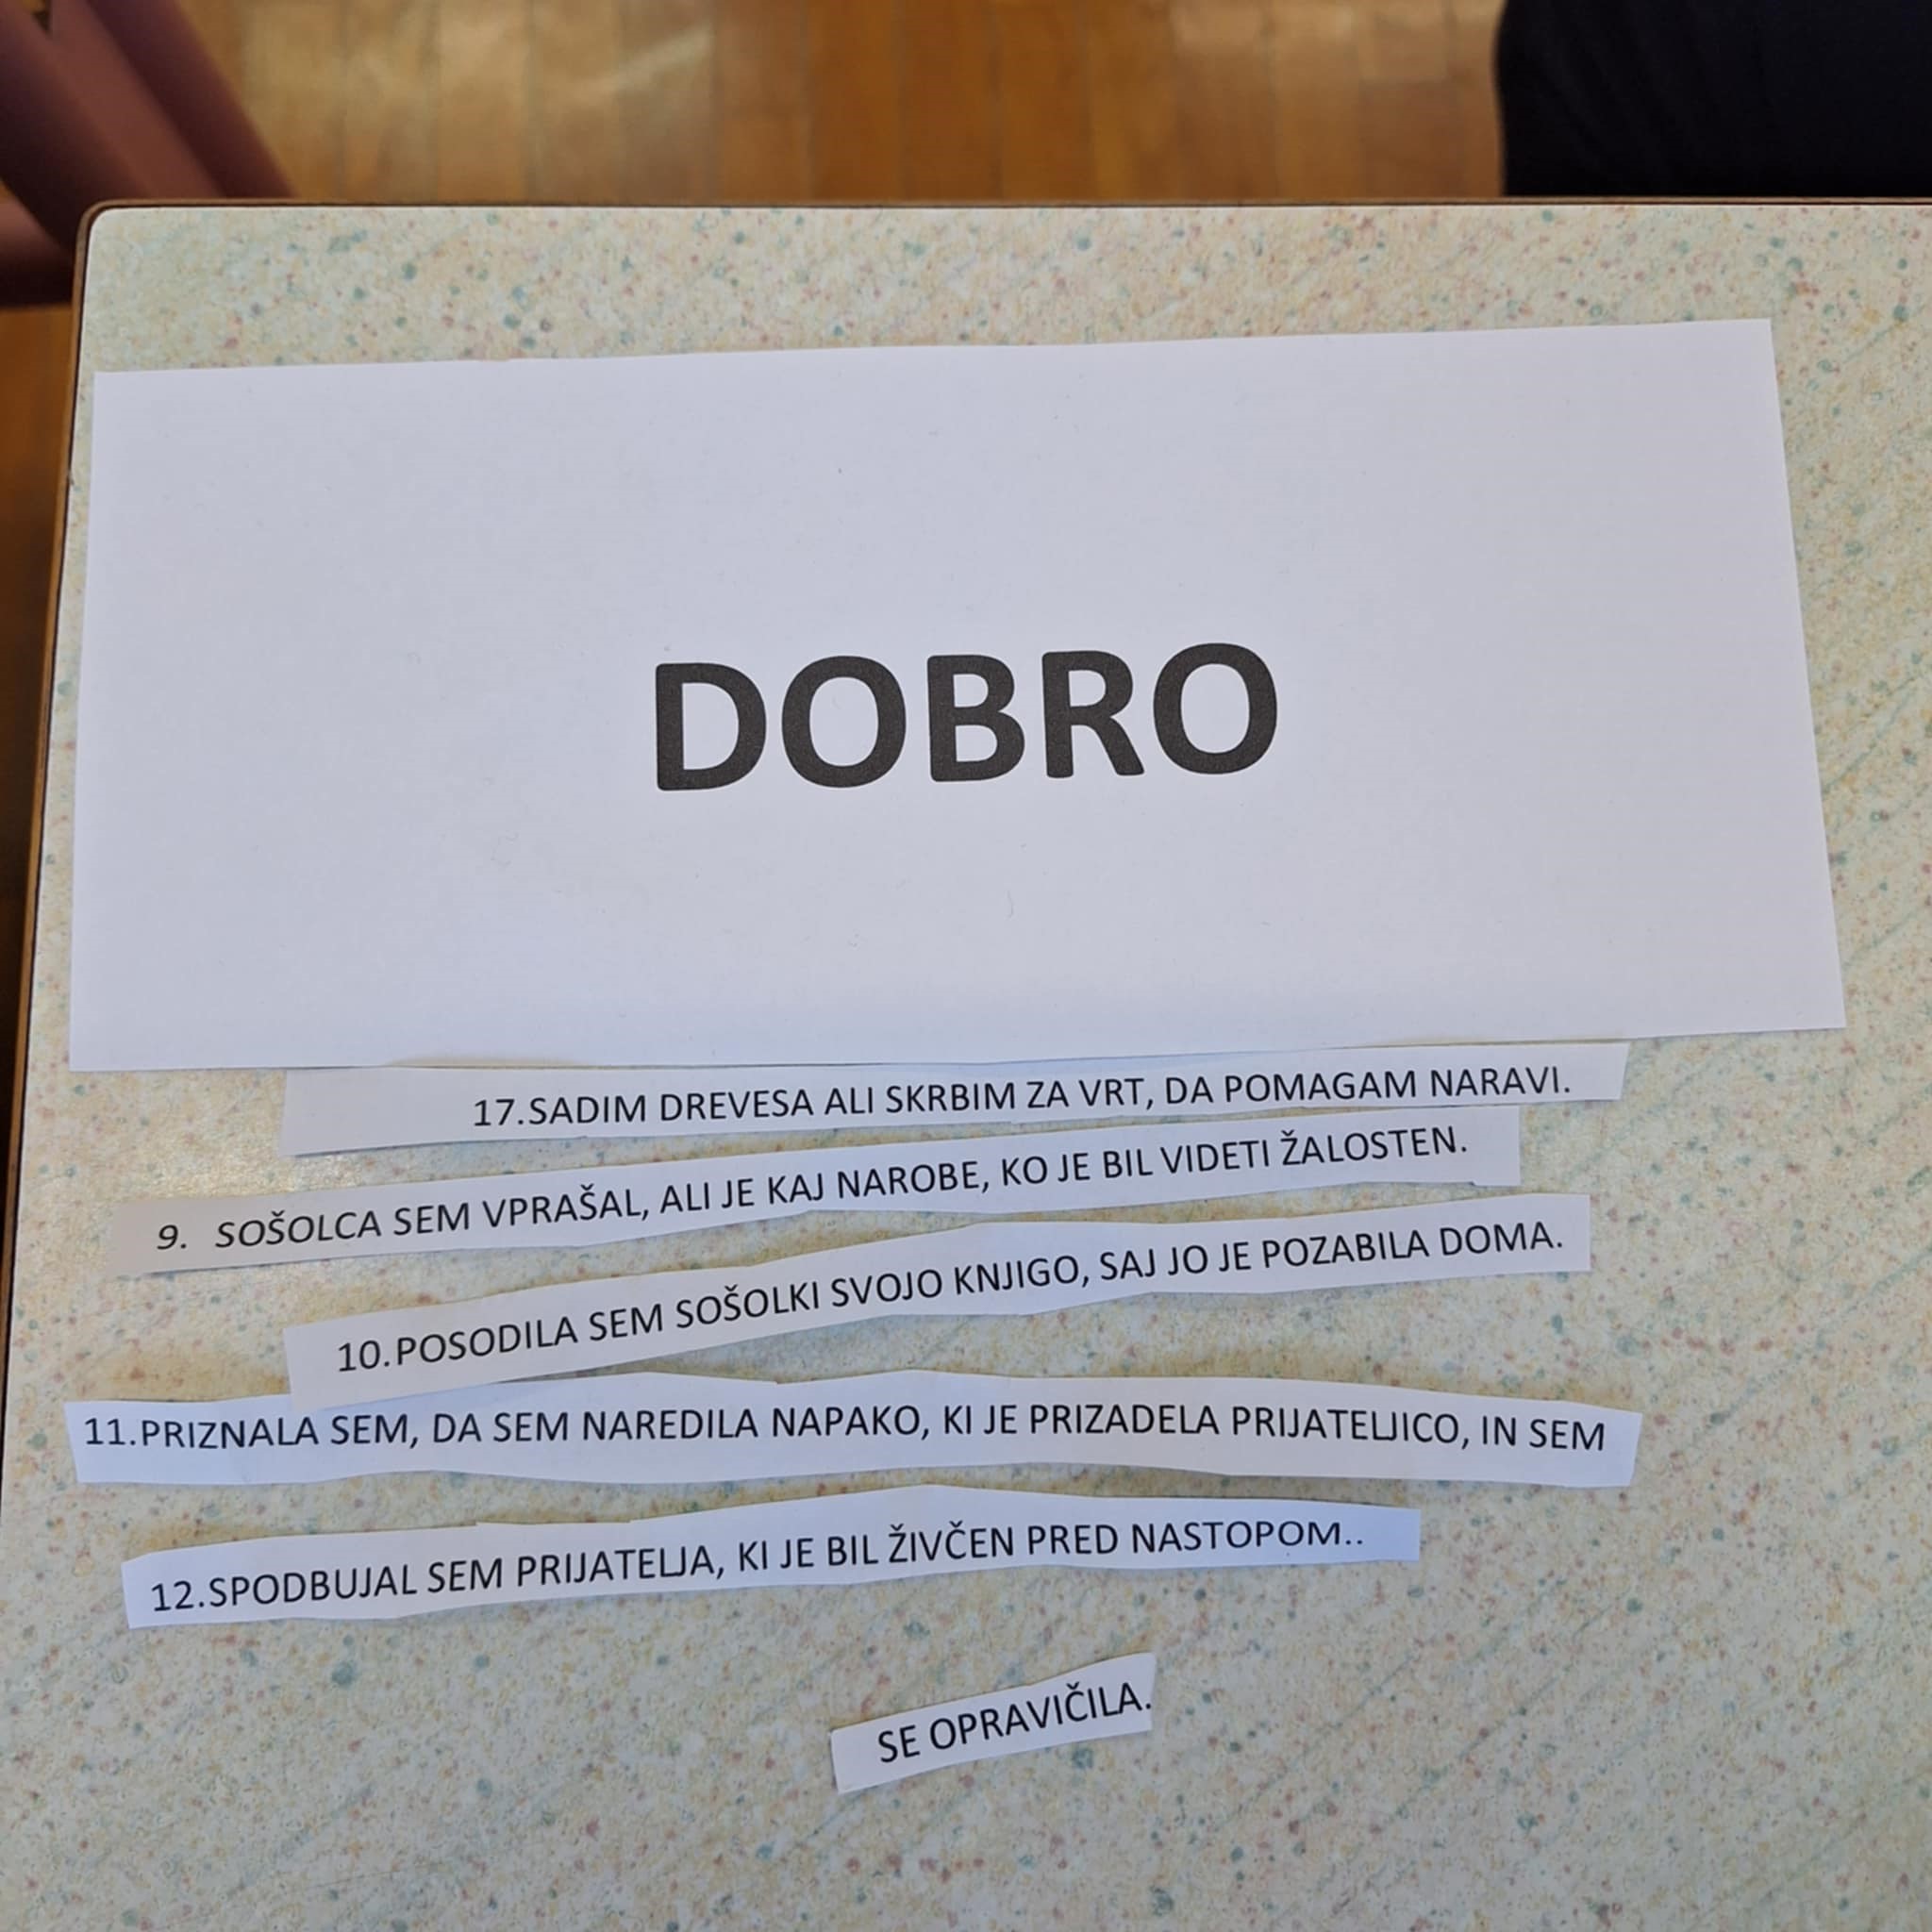 DOBRO
17.SADIM DREVESA ALI SKRBIM ZA VRT, DA POMAGAM NARAVI.
9. SOŠOLCA SEM VPRAŠAL, ALI JE KAJ NAROBE, KO JE BIL VIDETI ŽALOSTEN.
10.POSODILA SEM SOŠOLKI SVOJO KNJIGO, SAJ JO JE POZABILA DOMA.
11.PRIZNALA SEM, DA SEM NAREDILA NAPAKO, KI JE PRIZADELA PRIJATELJICO, IN SEM
12.SPODBUJAL SEM PRIJATELJA, KI JE BIL ŽIVČEN PRED NASTOPOM..
SE OPRAVIČILA.